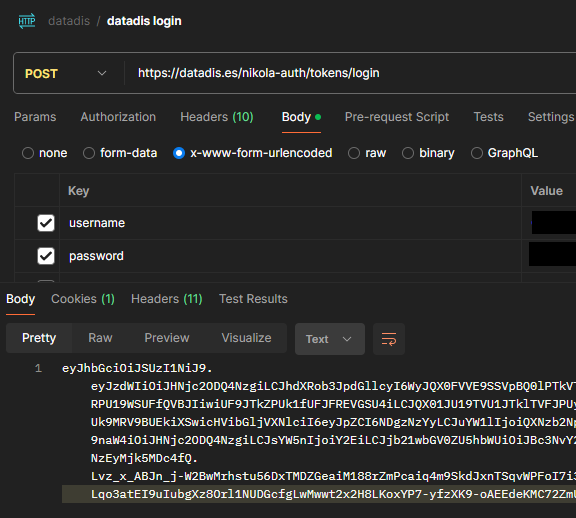 HTTP datadis / datadis login
POST https://datadis.es/nikola-auth/tokens/login
Params Authorization Headers (10) Body Pre-request Script Tests Settings
none form-data x-www-form-urlencoded raw binary GraphQL
Key Value
username
password
Body Cookies (1) Headers (11) Test Results
Pretty Raw Preview Visualize Text
1 eyJhbGciOiJSUzI1NiJ9.
eyJzdWIiOiJHNjc2ODQ4NzgiLCJhdXRob3JpdGllcyI6WyJQX0FVVE9SSVpBQ0lPTkVT
RPU19WSUFfQVBJIiwiUF9JTkZPUk1fUFJFREVGSU4iLCJQX01JU19TVU1JTklTVFJPUy
Uk9MRV9BUEkiXSwicHVibGljVXNlciI6eyJpZCI6NDgzNzYyLCJuYW1lIjoiQXNzb2Np
9naW4iOiJHNjc2ODQ4NzgiLCJsYW5nIjoiY2EiLCJjb21wbGV0ZU5hbWUiOiJBc3NvY2
NzEyMjk5MDc4fQ.
Lvz_x_ABJn_j-W2BwMrhstu56DxTMDZGeaiM188rZmPcaiq4m9SkdJxnTSqvWPFoI7i3
Lqo3atEI9uIubgXz8Orl1NUDGcfgLwMwwt2x2H8LKoxYP7-yfzXK9-oAEEdeKMC72ZmU